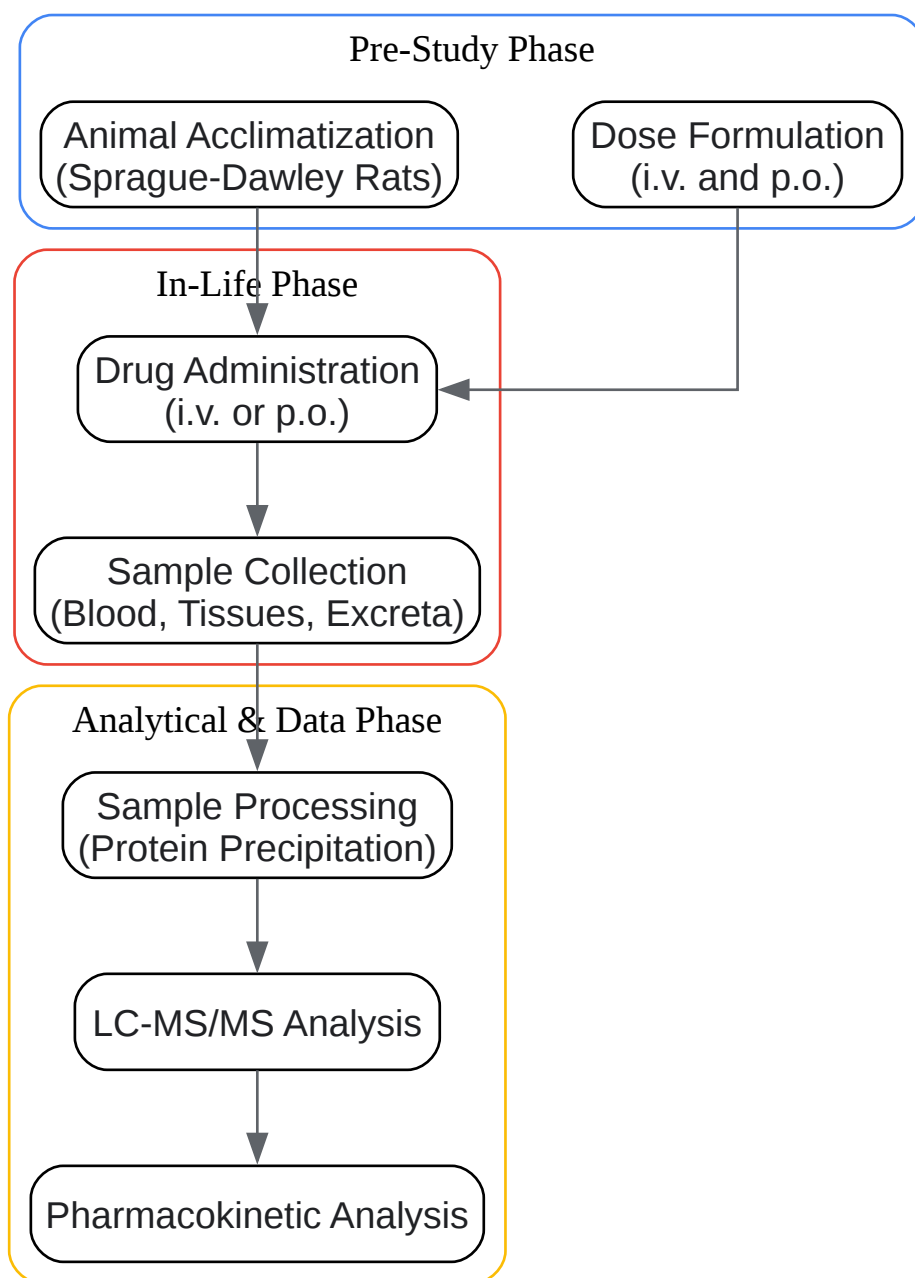 Pre-Study Phase
Animal Acclimatization
(Sprague-Dawley Rats)
Dose Formulation
(i.v. and p.o.)
In-Life Phase
Drug Administration
(i.v. or p.o.)
Sample Collection
(Blood, Tissues, Excreta)
Analytical & Data Phase
Sample Processing
(Protein Precipitation)
LC-MS/MS Analysis
Pharmacokinetic Analysis